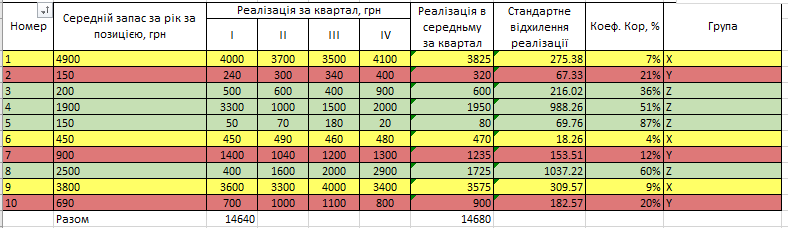 Номер Середній запас за рік за позицією, грн Реалізація за квартал, грн Реалізація в середньому за квартал Стандартне відхилення реалізації Коеф. Кор, % Група
I II III IV
1 4900 4000 3700 3500 4100 3825 275.38 7% X
2 150 240 300 340 400 320 67.33 21% Y
3 200 500 600 400 900 600 216.02 36% Z
4 1900 3300 1000 1500 2000 1950 988.26 51% Z
5 150 50 70 180 20 80 69.76 87% Z
6 450 450 490 460 480 470 18.26 4% X
7 900 1400 1040 1200 1300 1235 153.51 12% Y
8 2500 400 1600 2000 2900 1725 1037.22 60% Z
9 3800 3600 3300 4000 3400 3575 309.57 9% X
10 690 700 1000 1100 800 900 182.57 20% Y
Разом 14640 14680